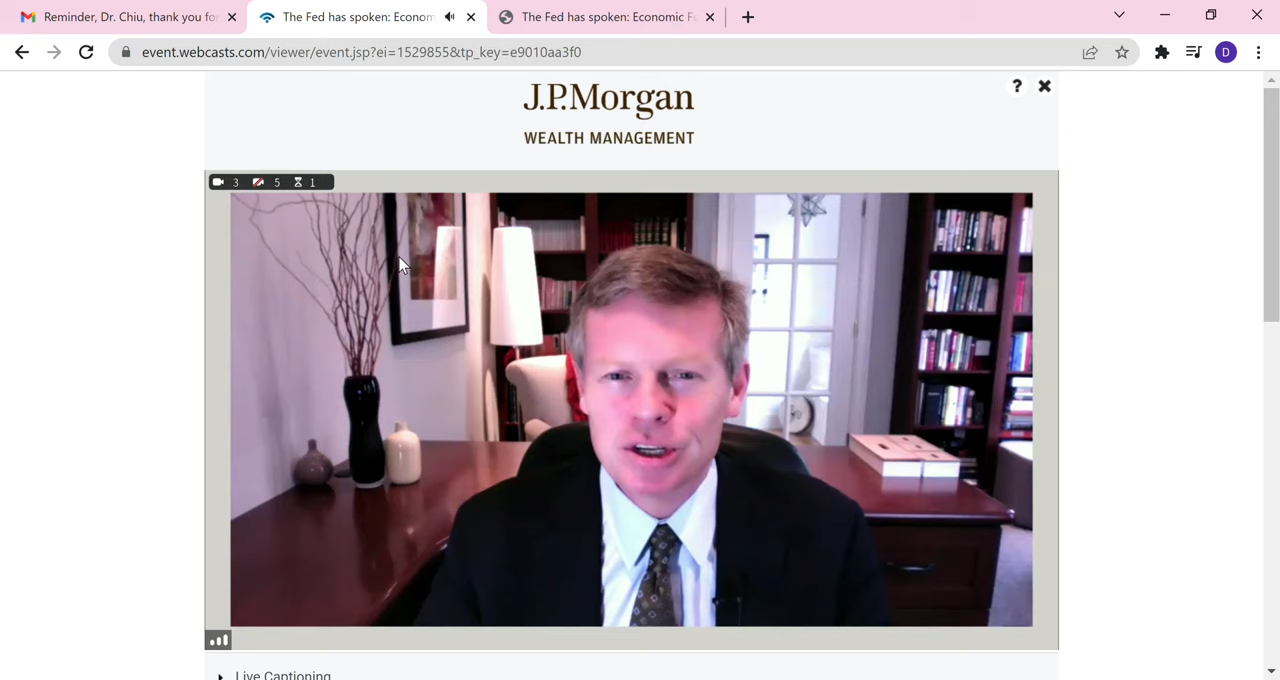 Reminder, Dr. Chiu, thank you for
The Fed has spoken: Econom
The Fed has spoken: Economic Fo
event.webcasts.com/viewer/event.jsp?ei=1529855&tp_key=e9010aa3f0
D
J.P.Morgan
WEALTH MANAGEMENT
?
3 5 1
Live Captioning